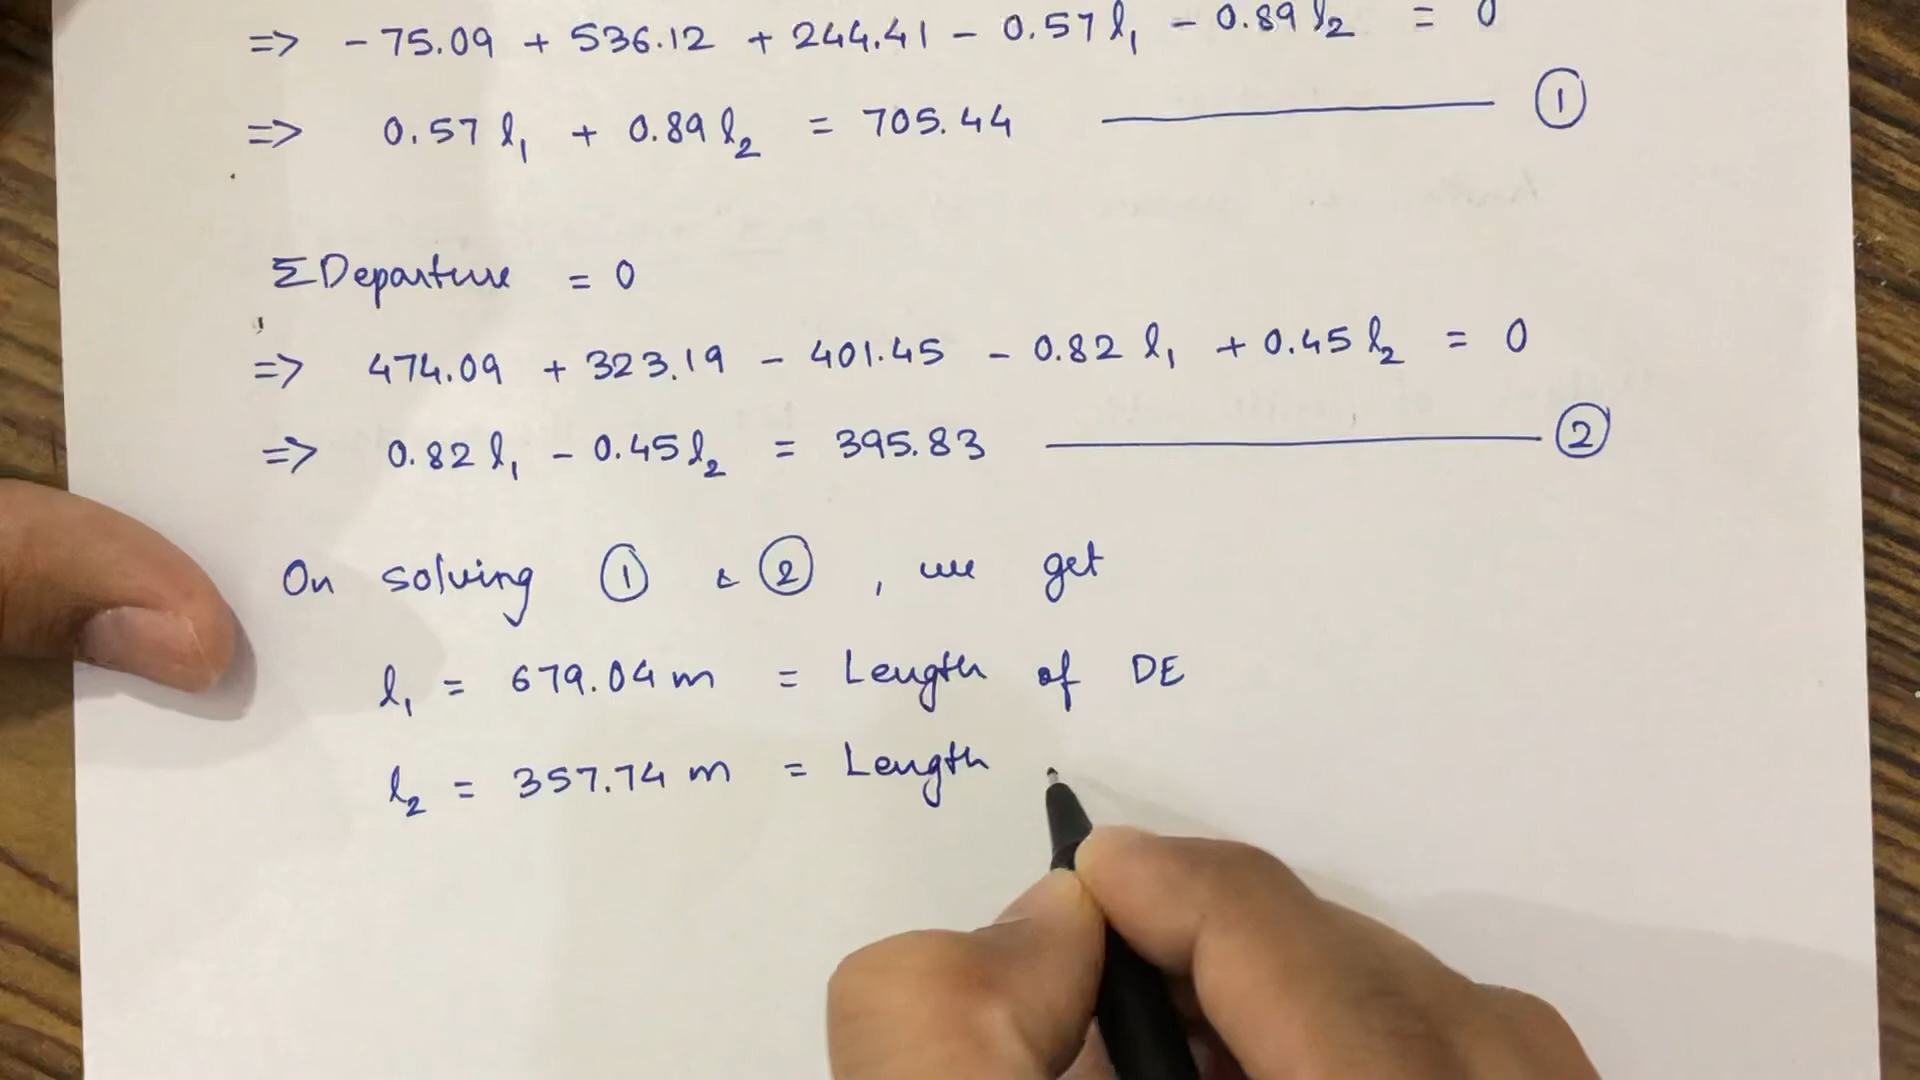 => - 75.09 + 536.12 + 244.41 - 0.57 l₁ - 0.89 l₂ = 0
=> 0.57 l₁ + 0.89 l₂ = 705.44 ——— ①
ΣDeparture = 0
=> 474.09 + 323.19 - 401.45 - 0.82 l₁ + 0.45 l₂ = 0
=> 0.82 l₁ - 0.45 l₂ = 395.83 ——— ②
On solving ① & ② , we get
l₁ = 679.04 m = Length of DE
l₂ = 357.74 m = Length